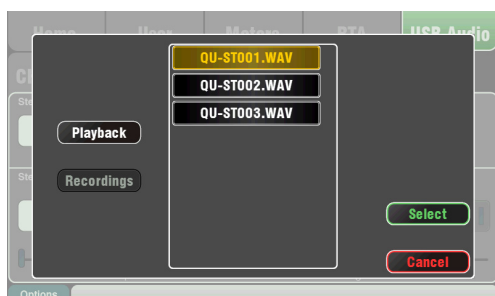 Home User Meters RTA USB Audio
QU-ST001.WAV
QU-ST002.WAV
QU-ST003.WAV
Playback
Recordings
Select
Cancel
Options